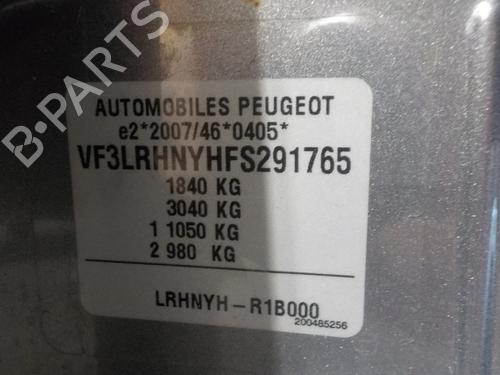 B-PARTS
AUTOMOBILES PEUGEOT
e2*2007/46*0405*
VF3LRHNYHFS291765
1840 KG
3040 KG
1 1050 KG
2 980 KG
LRHNYH-R1B000
200485256